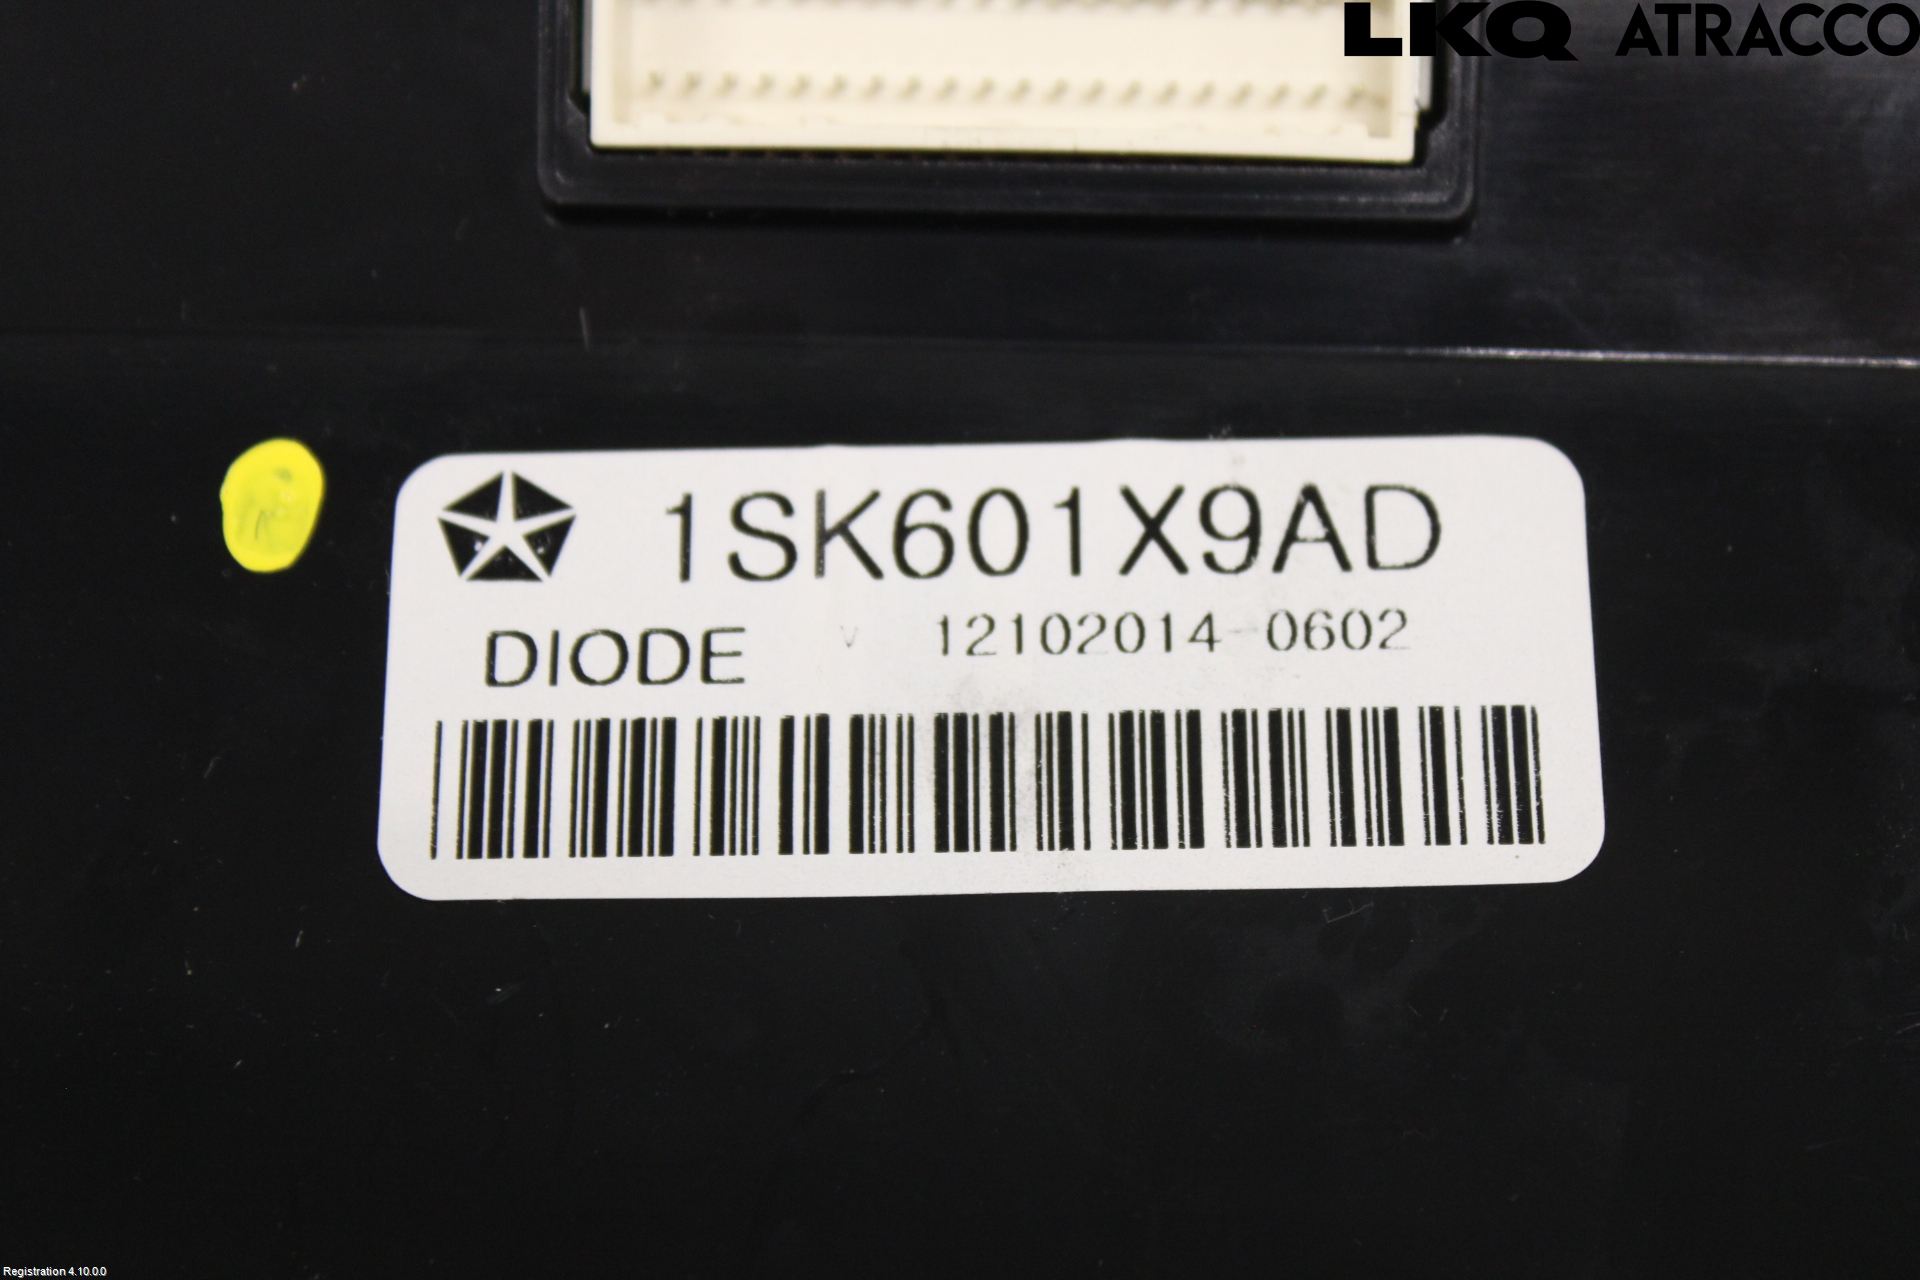 LKQ ATRACCO
1SK601X9AD
DIODE V 12102014-0602
Registration 4.10.0.0